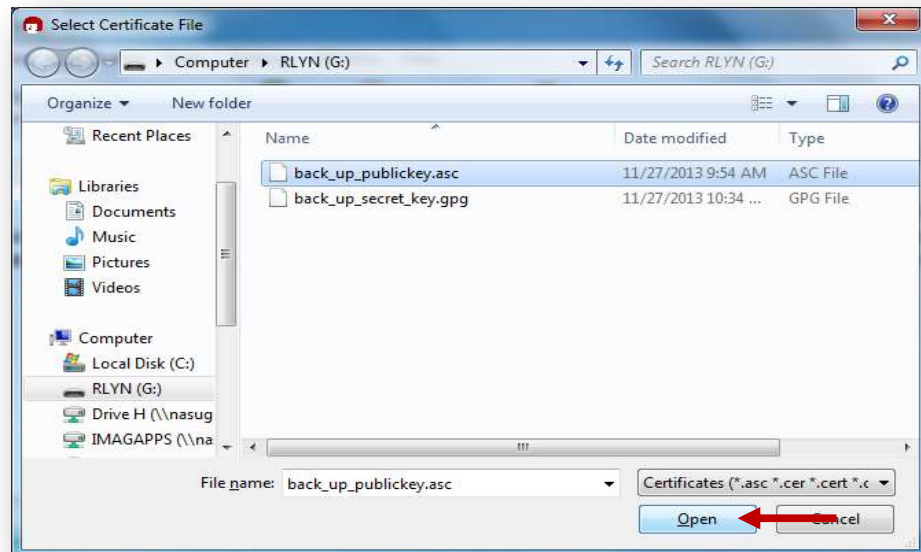 Select Certificate File
Computer ▸ RLYN (G:)
Search RLYN (G:)
Organize
New folder
Recent Places
Libraries
Documents
Music
Pictures
Videos
Computer
Local Disk (C:)
RLYN (G:)
Drive H (\\nasug
IMAGAPPS (\\na
Name Date modified Type
back_up_publickey.asc 11/27/2013 9:54 AM ASC File
back_up_secret_key.gpg 11/27/2013 10:34 ... GPG File
File name: back_up_publickey.asc
Certificates (*.asc *.cer *.cert *.c
Open Cancel